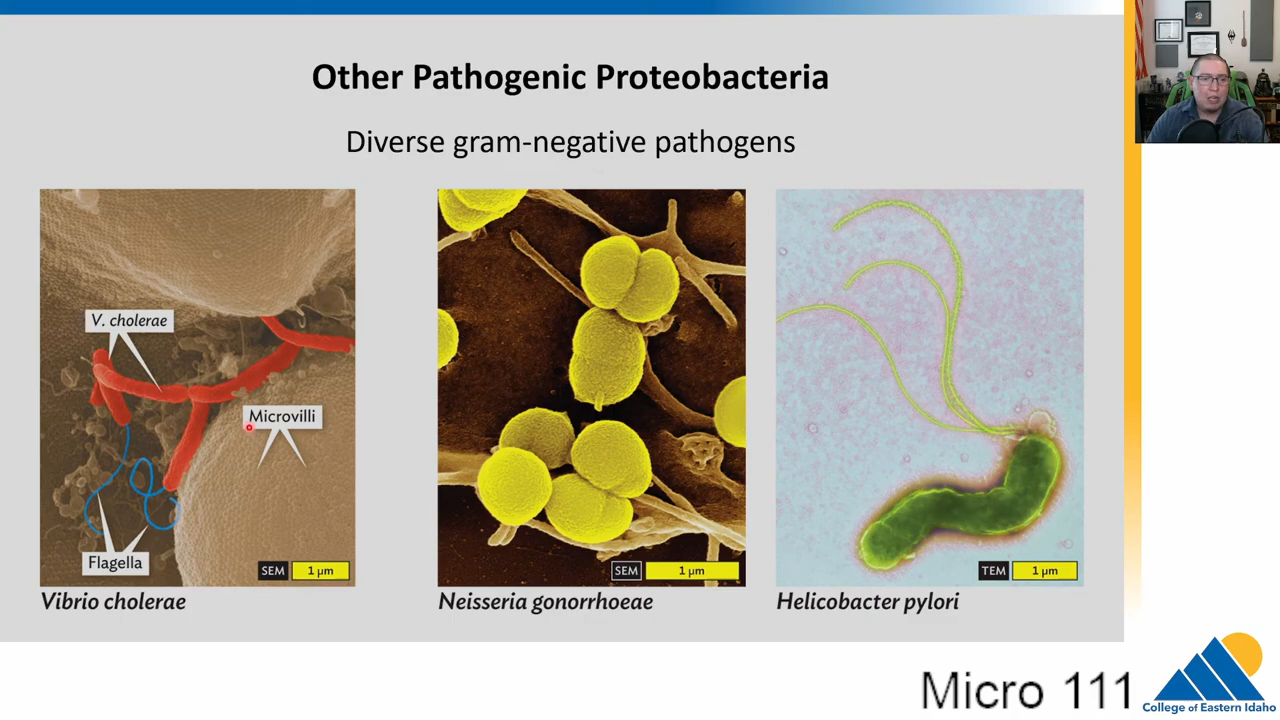 Other Pathogenic Proteobacteria
Diverse gram-negative pathogens
V. cholerae
Microvilli
Flagella
SEM 1 µm
Vibrio cholerae
SEM 1 µm
Neisseria gonorrhoeae
TEM 1 µm
Helicobacter pylori
Micro 111
College of Eastern Idaho